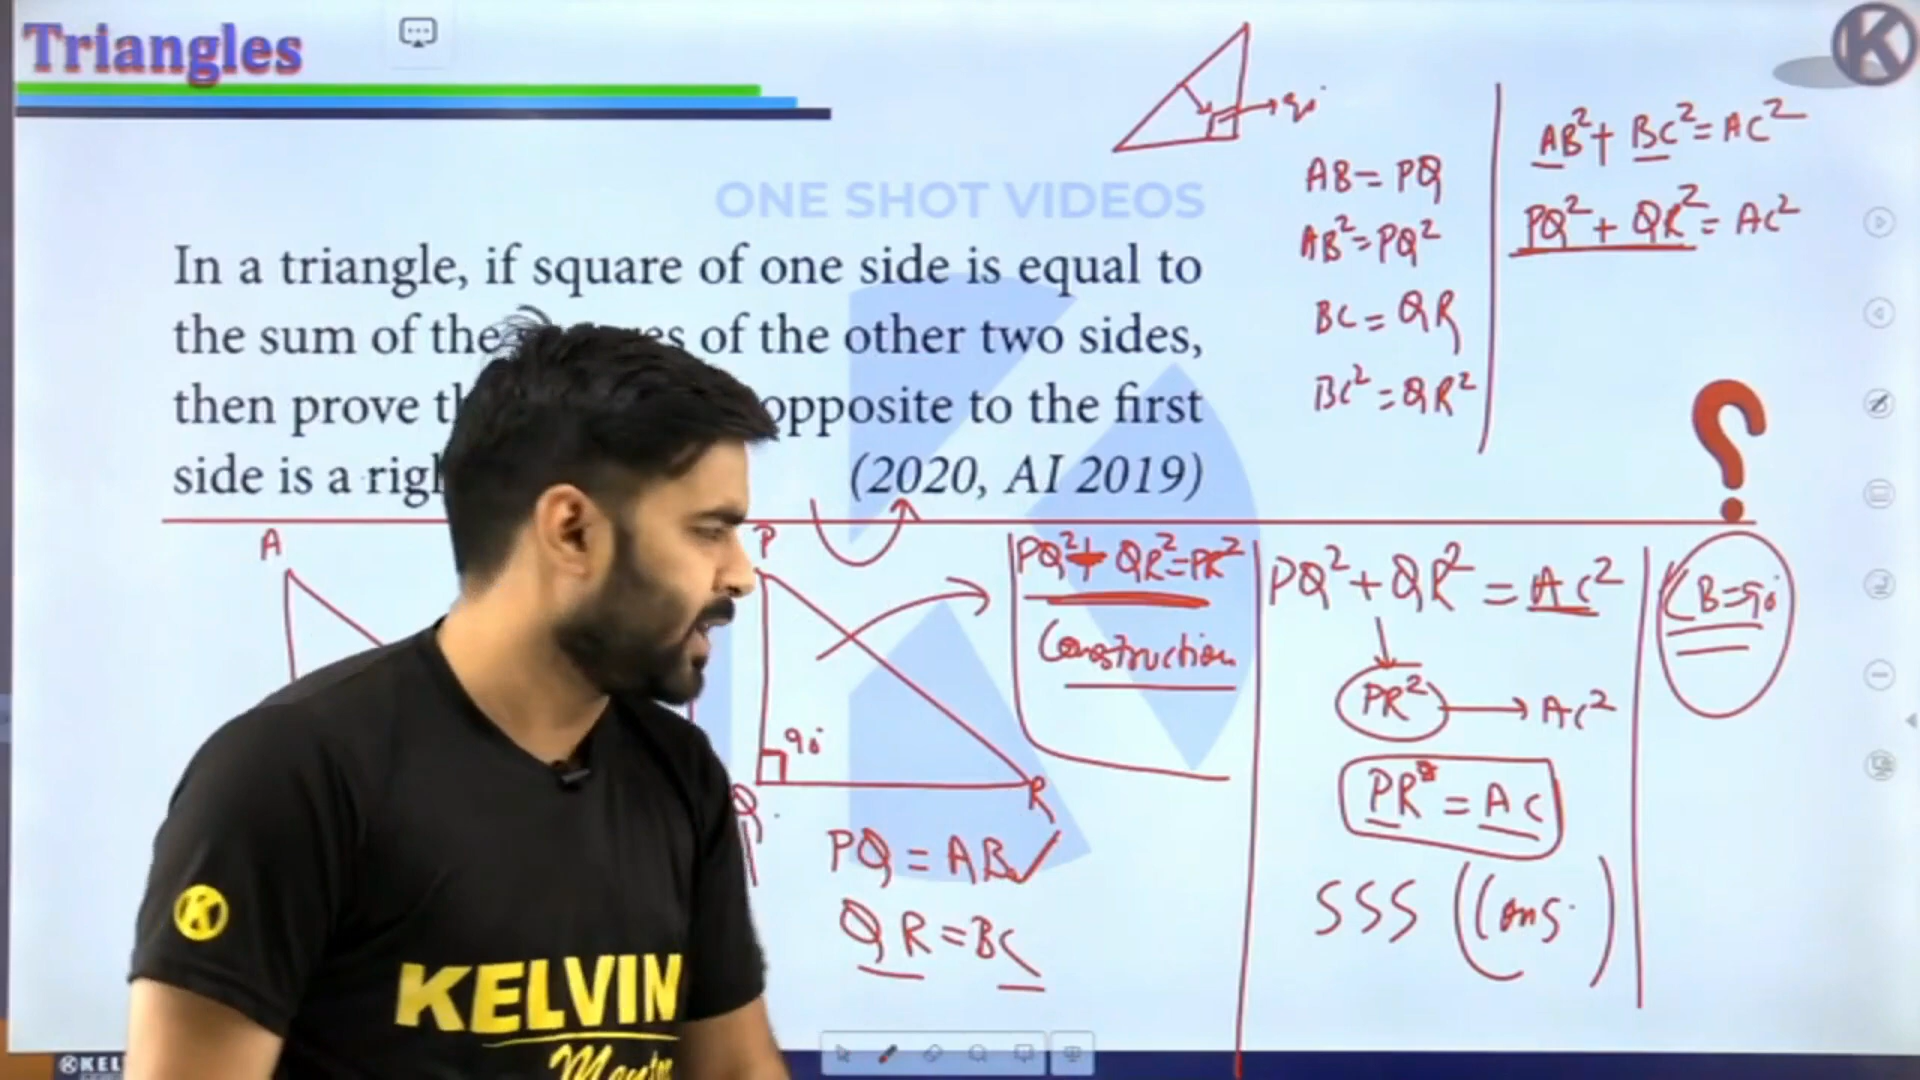 Triangles
K
90°
AB = PQ
AB² = PQ²
BC = QR
BC² = QR²
AB² + BC² = AC²
PQ² + QR² = AC²
ONE SHOT VIDEOS
In a triangle, if square of one side is equal to
the sum of the of the other two sides,
then prove opposite to the first
side is a (2020, AI 2019)
A
P
90°
Q
R
PQ = AB ✓
QR = BC
PQ² + QR² = PR²
Construction
PQ² + QR² = AC²
PR² → AC²
PR = AC
SSS
B = 90°
K
KELVIN
Mentor